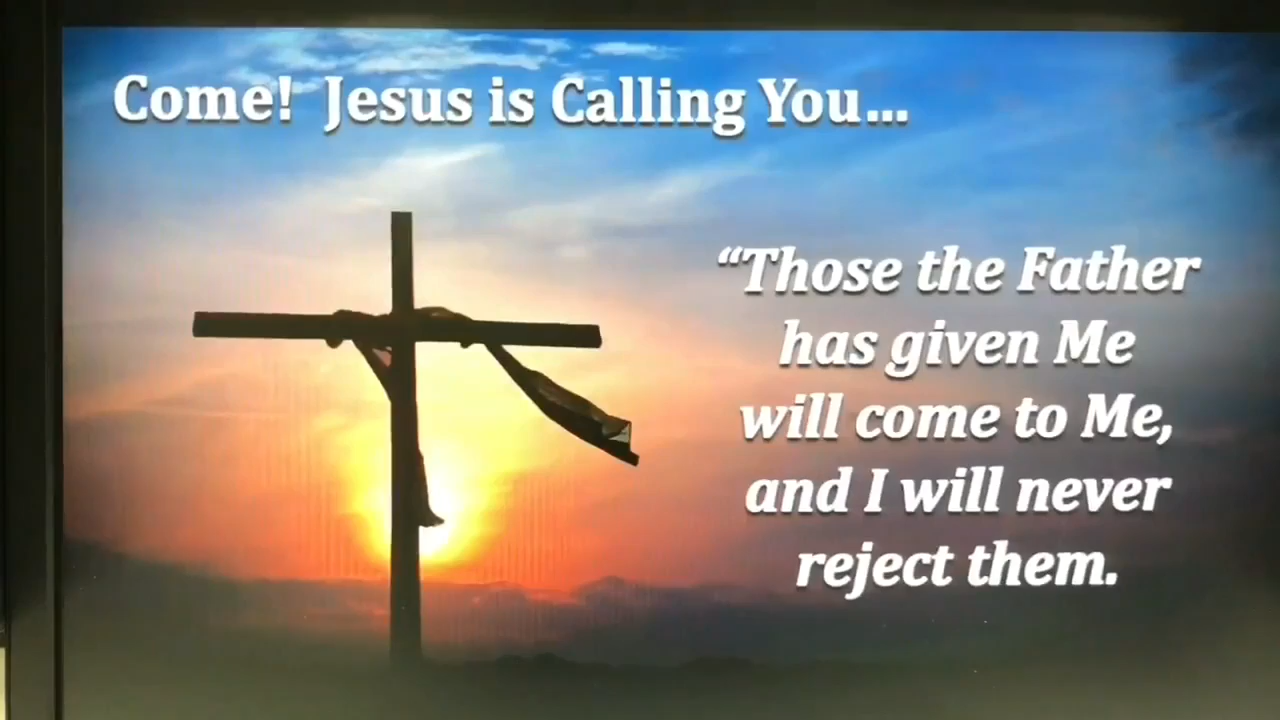 Come! Jesus is Calling You...
“Those the Father
has given Me
will come to Me,
and I will never
reject them.